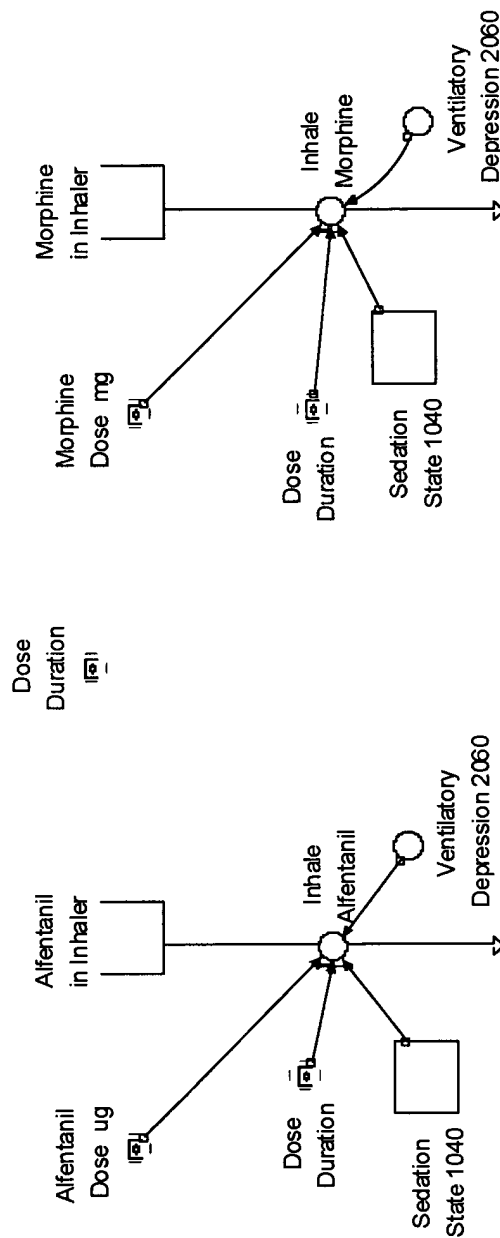 Alfentanil
Dose ug
Alfentanil
in Inhaler
Dose
Duration
Inhale
Alfentanil
Sedation
State 1040
Ventilatory
Depression 2060
Dose
Duration
Morphine
Dose mg
Morphine
in Inhaler
Dose
Duration
Inhale
Morphine
Sedation
State 1040
Ventilatory
Depression 2060